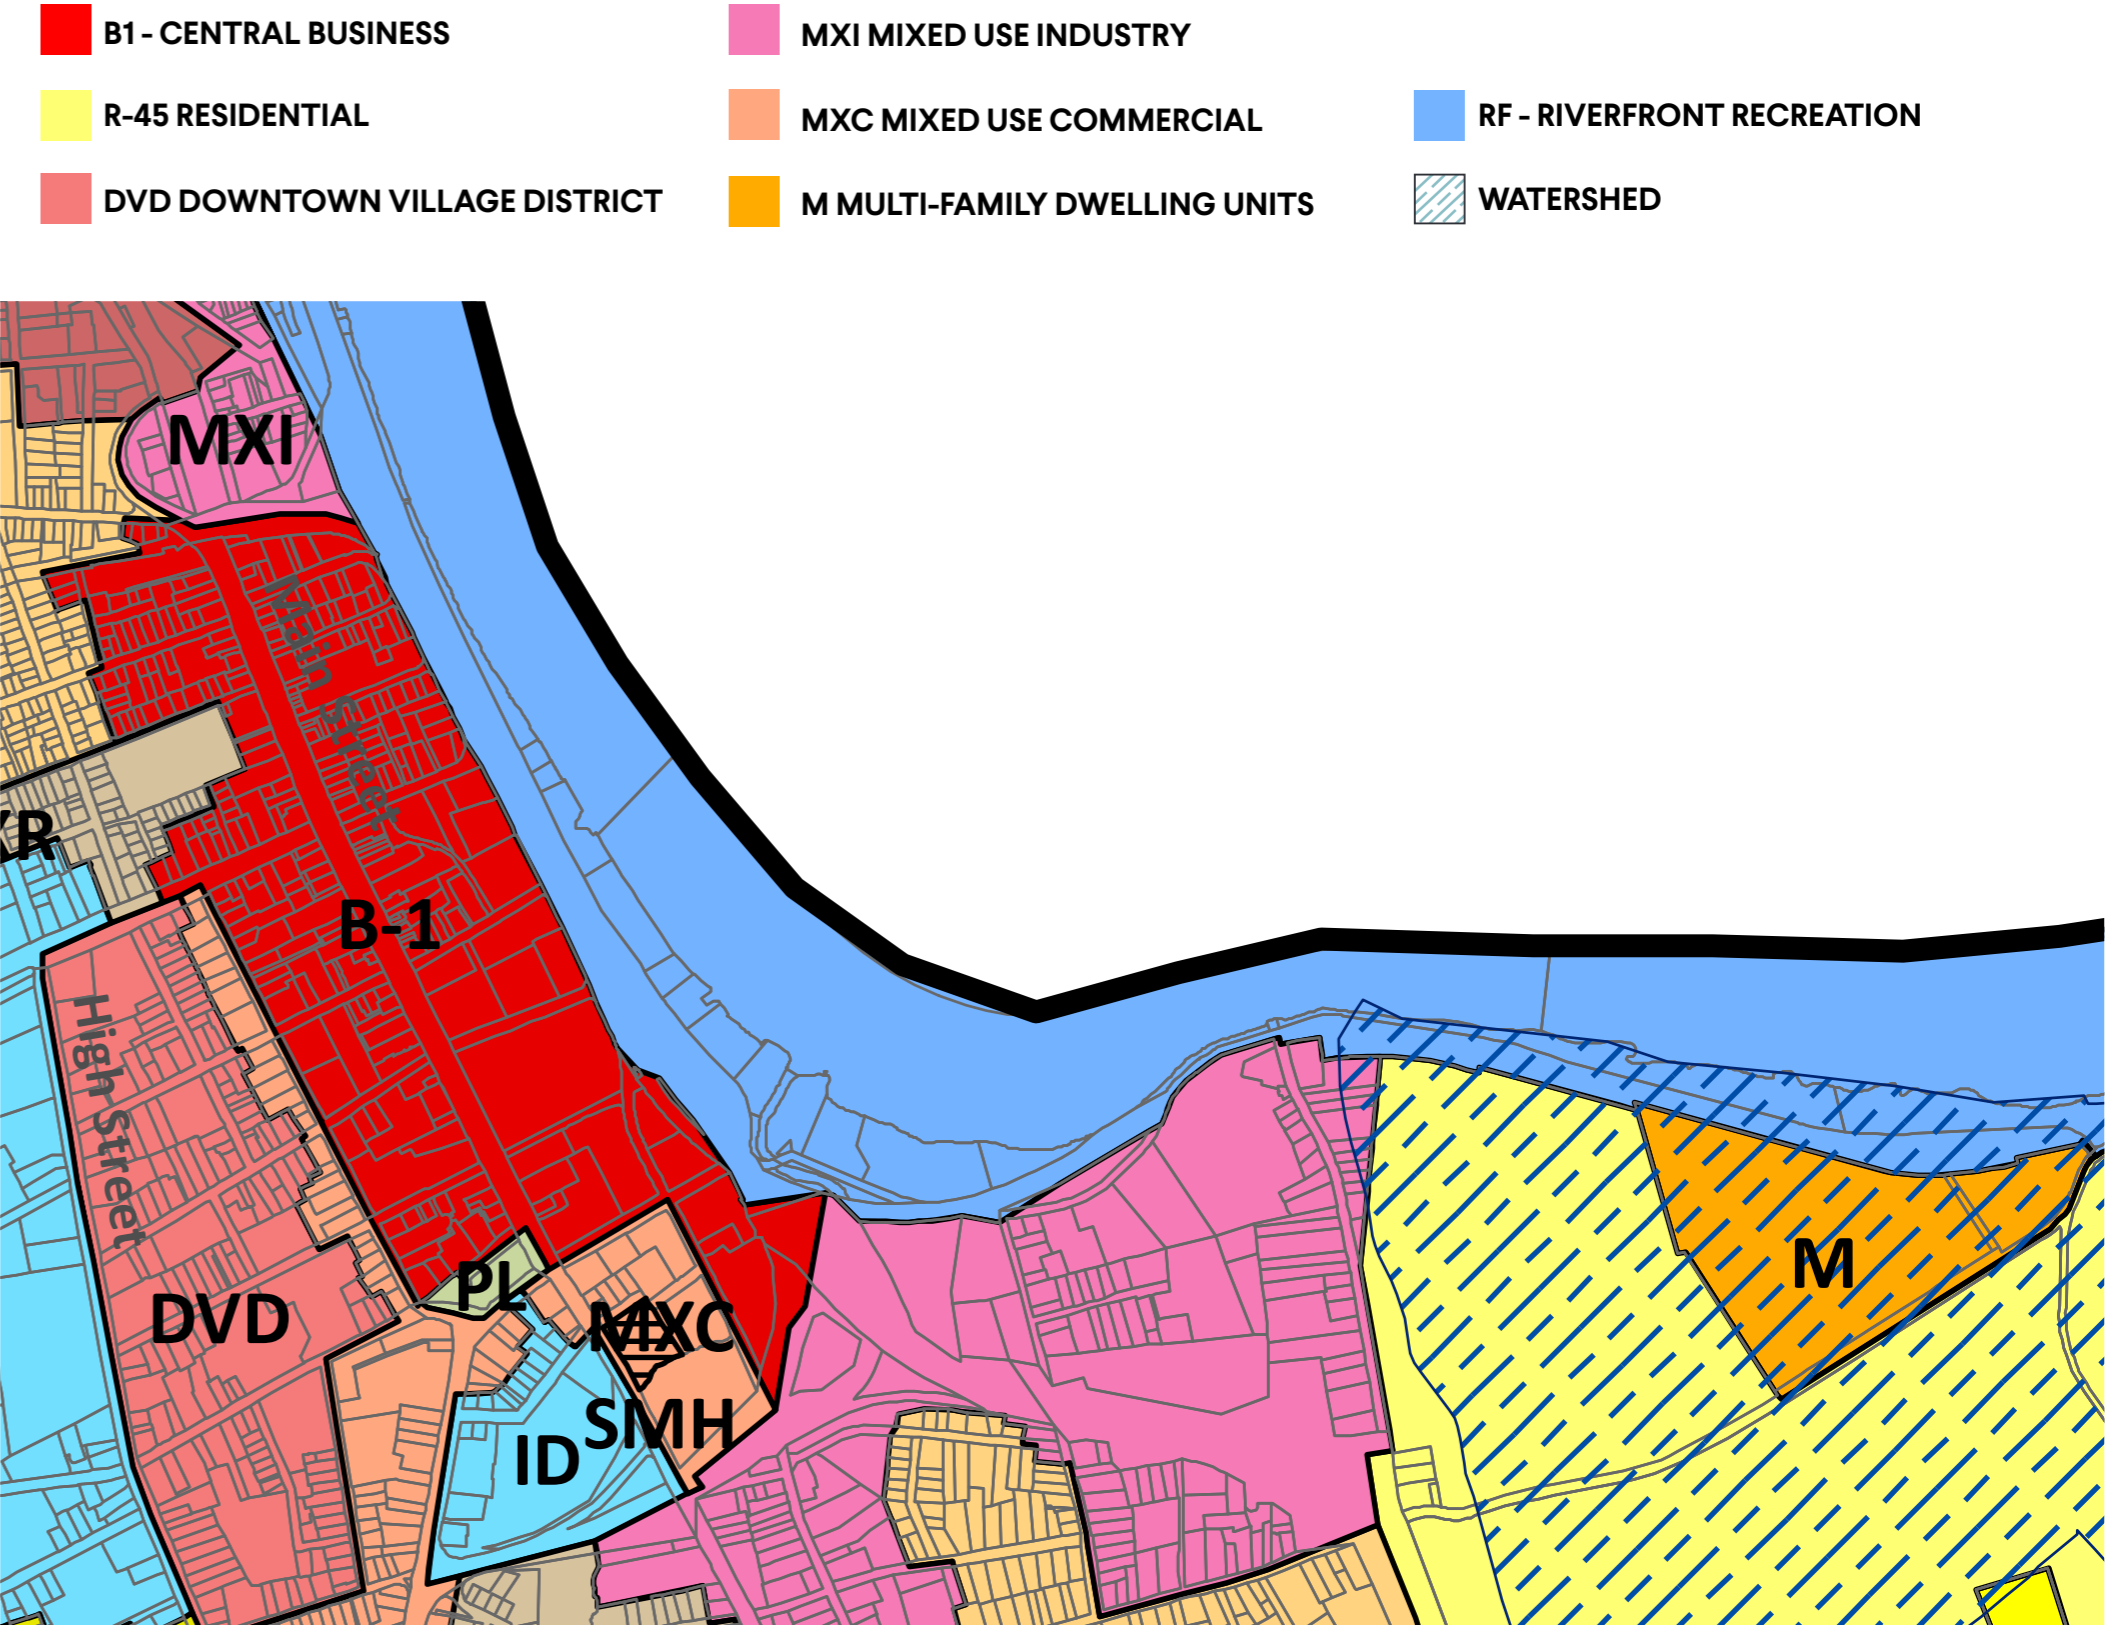 B1 - CENTRAL BUSINESS
MXI MIXED USE INDUSTRY
R-45 RESIDENTIAL
MXC MIXED USE COMMERCIAL
RF - RIVERFRONT RECREATION
DVD DOWNTOWN VILLAGE DISTRICT
M MULTI-FAMILY DWELLING UNITS
WATERSHED
MXI
Main Street
B-1
High Street
DVD
PL
MXC
SMH
ID
M